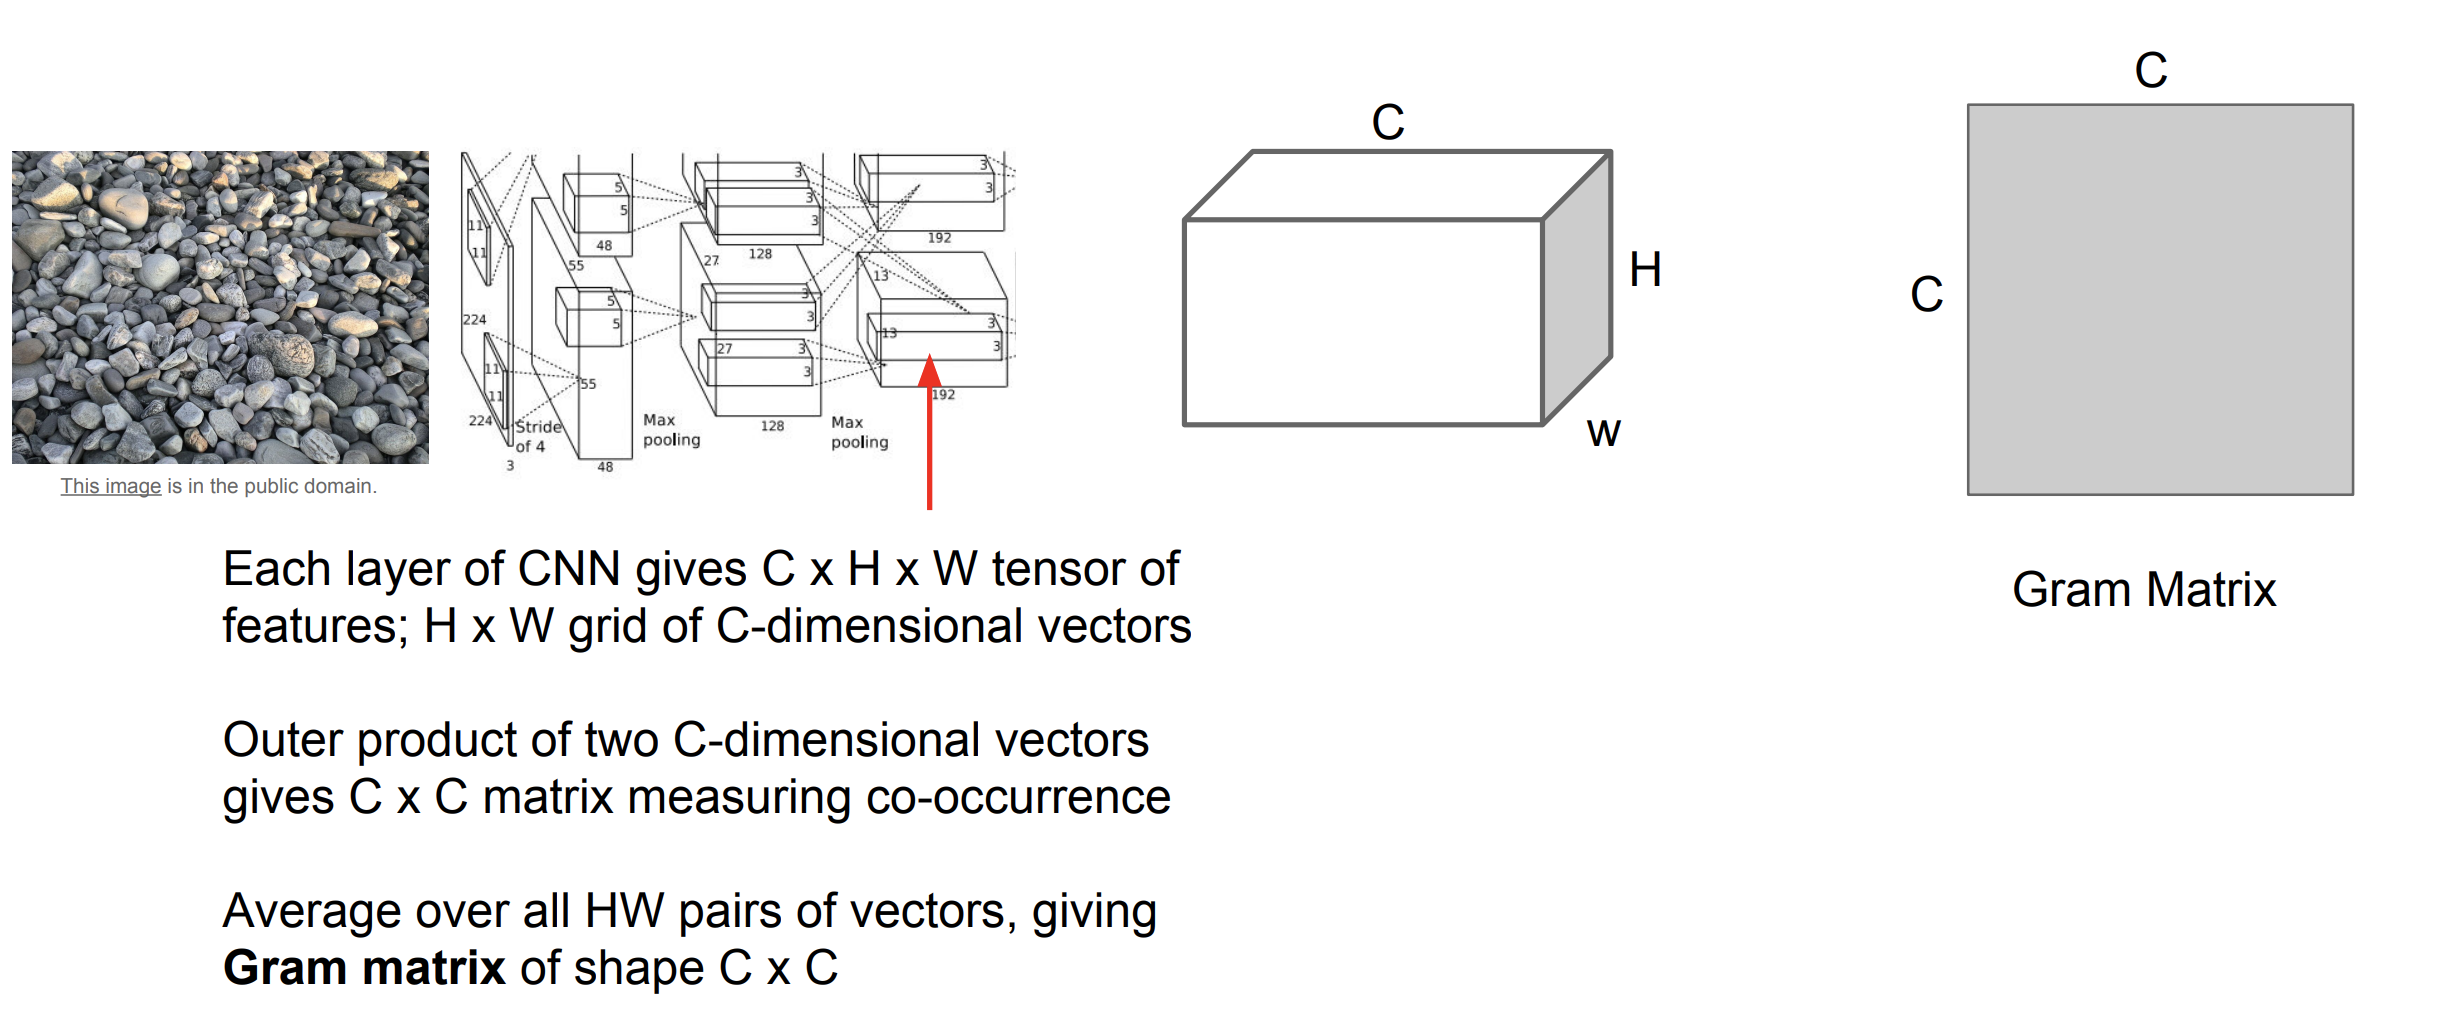 C
C
11
11
224
11
11
224
Stride
of 4
3
5
5
48
55
5
5
55
48
Max
pooling
3
3
3
128
27
3
3
27
3
3
128
Max
pooling
3
3
192
13
13
3
3
192
H
W
C
This image is in the public domain.
Each layer of CNN gives C x H x W tensor of
features; H x W grid of C-dimensional vectors
Gram Matrix
Outer product of two C-dimensional vectors
gives C x C matrix measuring co-occurrence
Average over all HW pairs of vectors, giving
Gram matrix of shape C x C